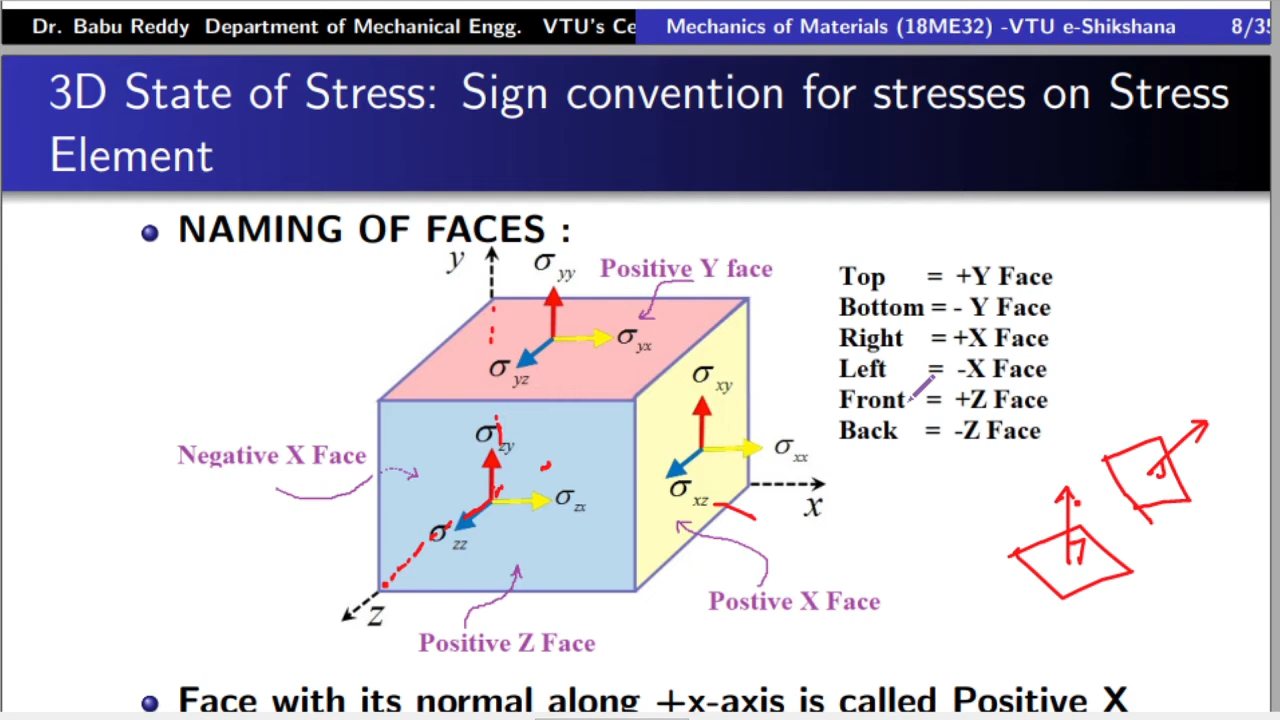 Dr. Babu Reddy Department of Mechanical Engg. VTU's Ce
Mechanics of Materials (18ME32) -VTU e-Shikshana 8/35
3D State of Stress: Sign convention for stresses on Stress
Element
NAMING OF FACES :
y
σyy
Positive Y face
σyx
σyz
Top = +Y Face
Bottom = - Y Face
Right = +X Face
Left = -X Face
Front = +Z Face
Back = -Z Face
σxy
σxx
σxz
x
Negative X Face
σzy
σzx
σzz
z
Postive X Face
Positive Z Face
Face with its normal along +x-axis is called Positive X